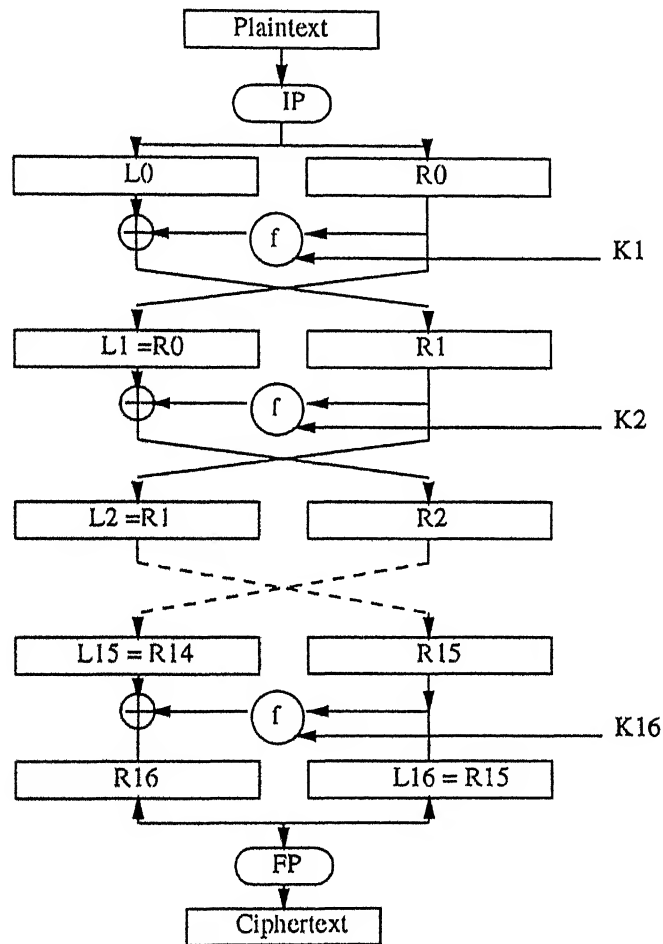 Plaintext
IP
L0
R0
f
K1
L1 =R0
R1
f
K2
L2 =R1
R2
L15 = R14
R15
f
K16
R16
L16 = R15
FP
Ciphertext